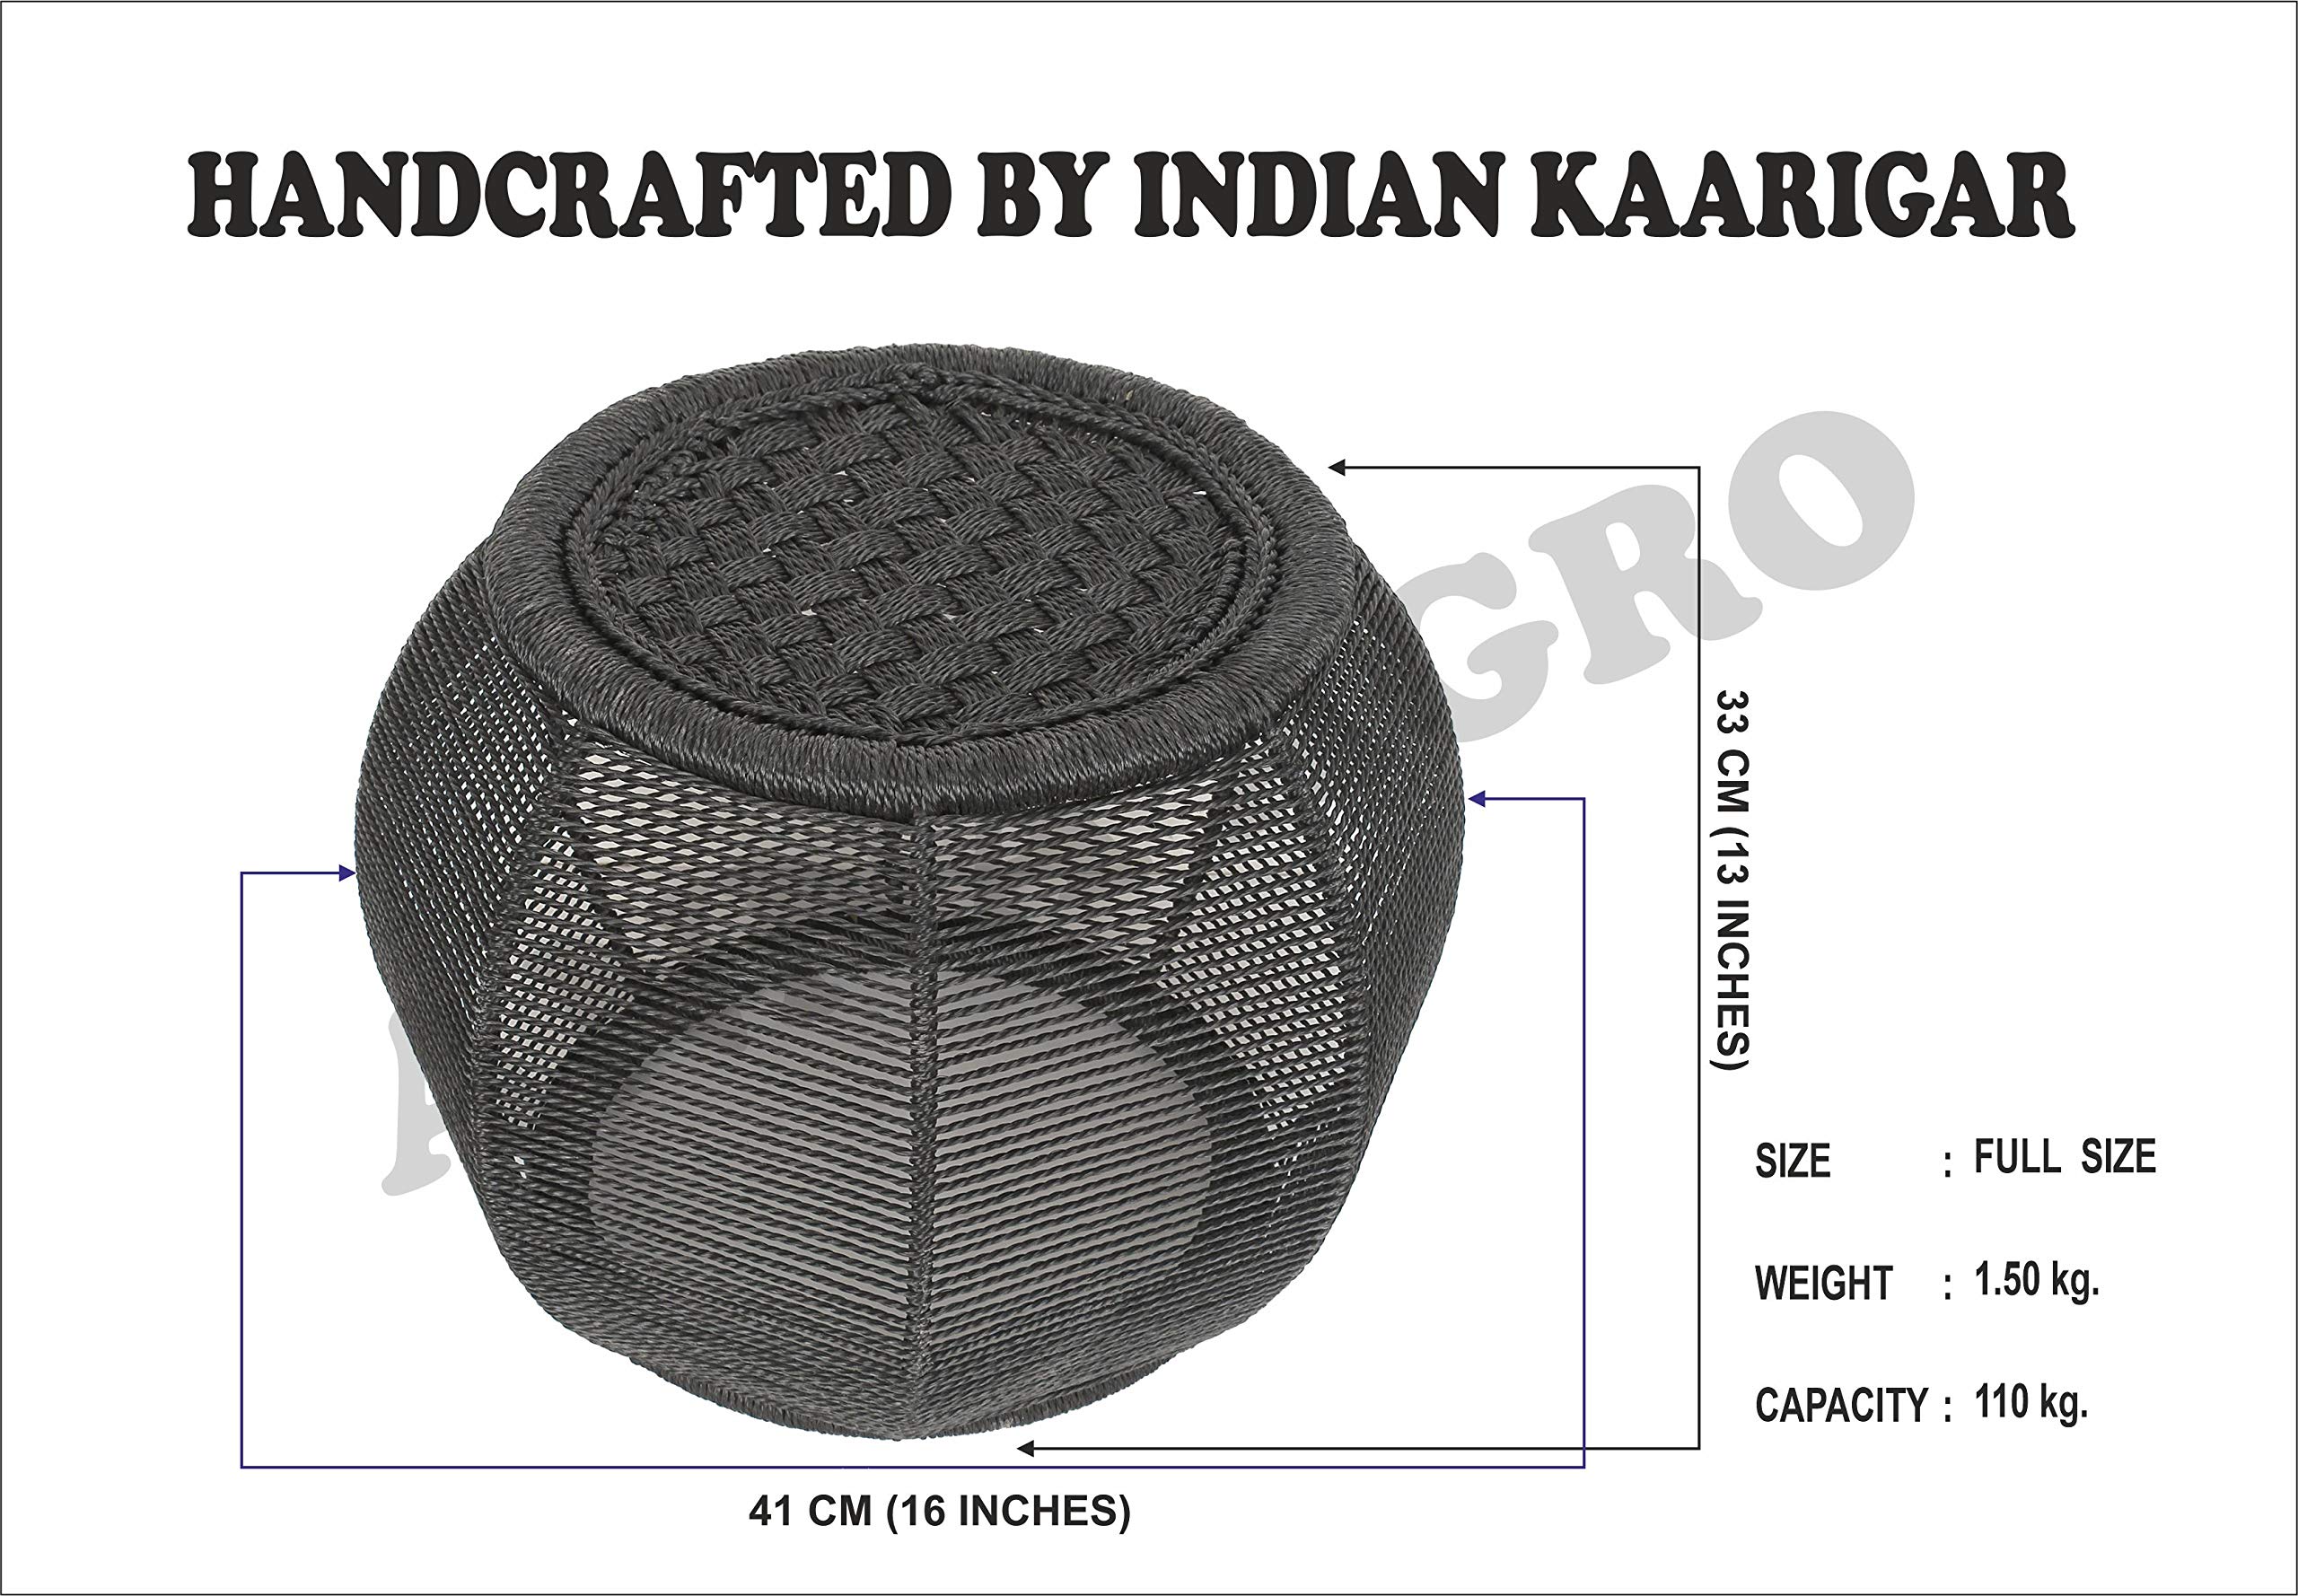 HANDCRAFTED BY INDIAN KAARIGAR
GRO
33 CM (13 INCHES)
SIZE : FULL SIZE
WEIGHT : 1.50 kg.
CAPACITY : 110 kg.
41 CM (16 INCHES)